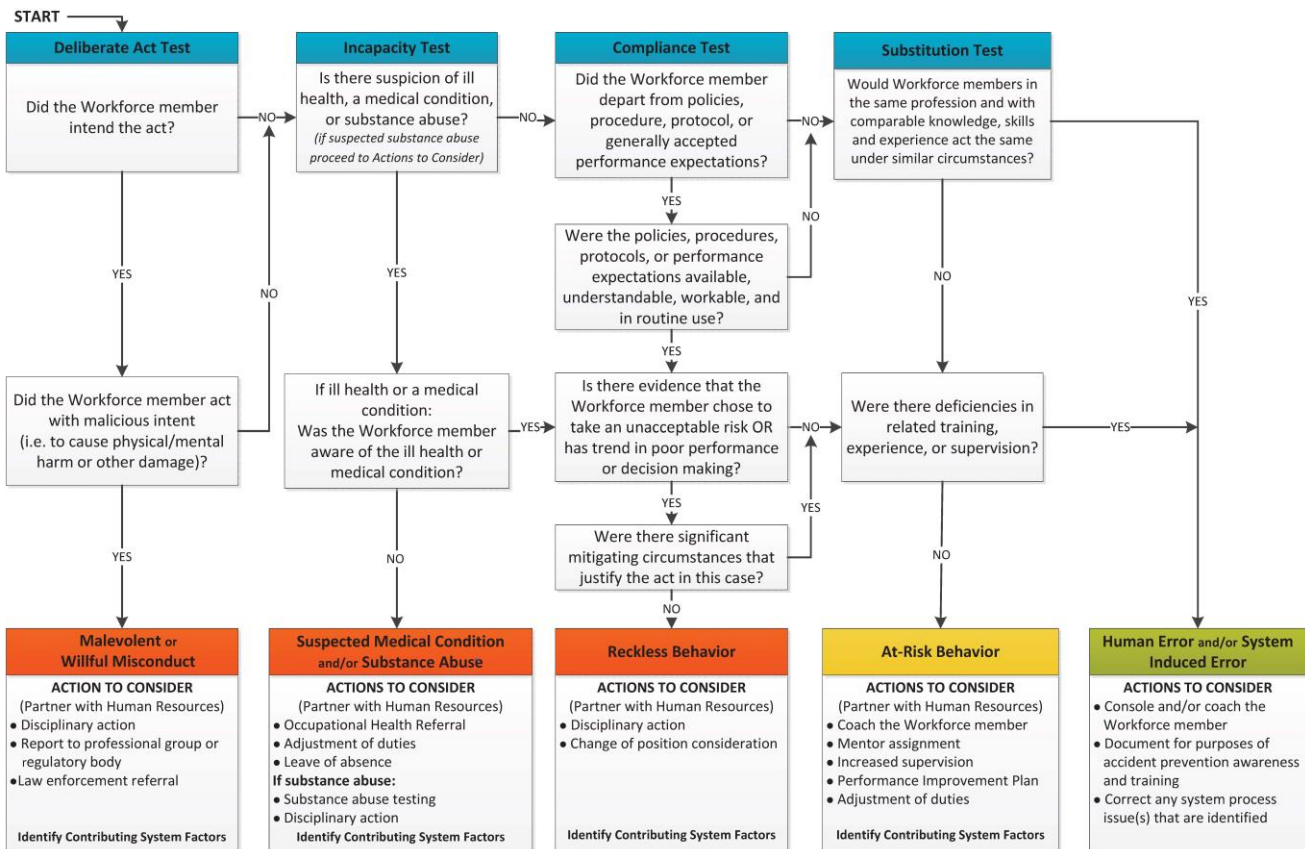 START
Deliberate Act Test
Did the Workforce member
intend the act?
NO
YES
NO
Did the Workforce member act
with malicious intent
(i.e. to cause physical/mental
harm or other damage)?
YES
Malevolent or
Willful Misconduct
ACTION TO CONSIDER
(Partner with Human Resources)
● Disciplinary action
● Report to professional group or
regulatory body
●Law enforcement referral
Identify Contributing System Factors
Incapacity Test
Is there suspicion of ill
health, a medical condition,
or substance abuse?
(if suspected substance abuse
proceed to Actions to Consider)
NO
YES
If ill health or a medical
condition:
Was the Workforce member
aware of the ill health or
medical condition?
YES
NO
Suspected Medical Condition
and/or Substance Abuse
ACTIONS TO CONSIDER
(Partner with Human Resources)
● Occupational Health Referral
● Adjustment of duties
● Leave of absence
If substance abuse:
● Substance abuse testing
● Disciplinary action
Identify Contributing System Factors
Compliance Test
Did the Workforce member
depart from policies,
procedure, protocol, or
generally accepted
performance expectations?
NO
YES
Were the policies, procedures,
protocols, or performance
expectations available,
understandable, workable, and
in routine use?
NO
YES
Is there evidence that the
Workforce member chose to
take an unacceptable risk OR
has trend in poor performance
or decision making?
NO
YES
Were there significant
mitigating circumstances that
justify the act in this case?
YES
NO
Reckless Behavior
ACTIONS TO CONSIDER
(Partner with Human Resources)
● Disciplinary action
● Change of position consideration
Identify Contributing System Factors
Substitution Test
Would Workforce members in
the same profession and with
comparable knowledge, skills
and experience act the same
under similar circumstances?
NO
YES
Were there deficiencies in
related training,
experience, or supervision?
YES
NO
At-Risk Behavior
ACTIONS TO CONSIDER
(Partner with Human Resources)
● Coach the Workforce member
● Mentor assignment
● Increased supervision
● Performance Improvement Plan
● Adjustment of duties
Identify Contributing System Factors
Human Error and/or System
Induced Error
ACTIONS TO CONSIDER
● Console and/or coach the
Workforce member
● Document for purposes of
accident prevention awareness
and training
● Correct any system process
issue(s) that are identified